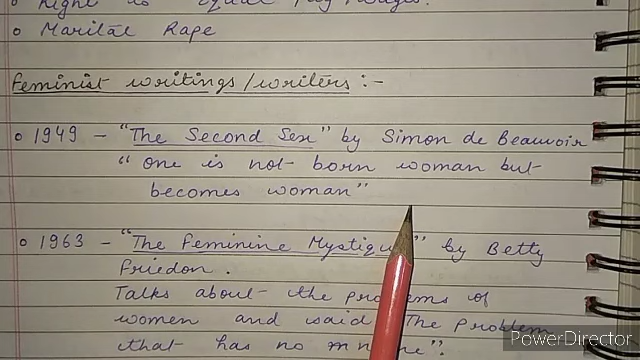 o Marital Rape
Feminist writings/writers :-
o 1949 - "The Second Sex" by Simon de Beauvoir
"One is not born woman but
becomes woman"
o 1963 - "The Feminine Mystique" by Betty
Friedon.
Talks about the problems of
women and said "The problem
that has no
PowerDirector